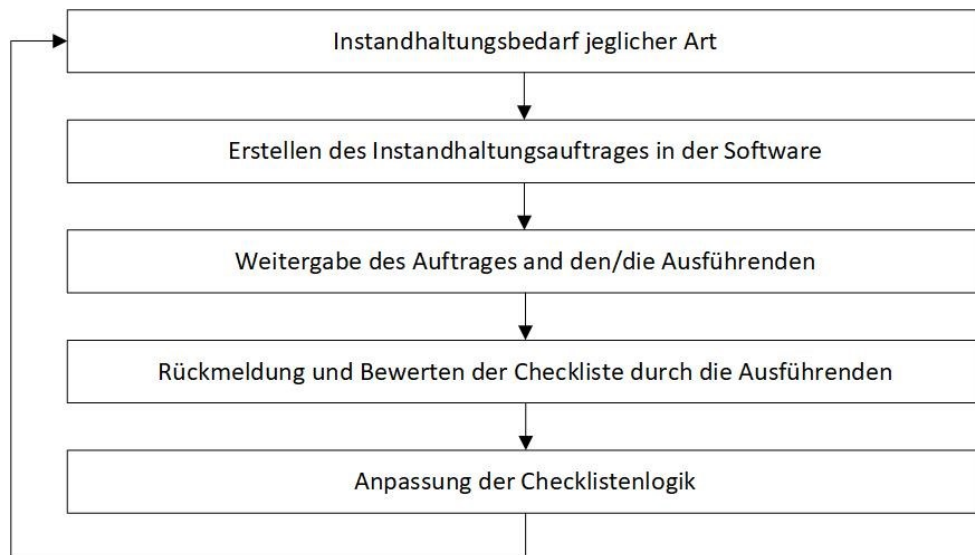 Instandhaltungsbedarf jeglicher Art
Erstellen des Instandhaltungsauftrages in der Software
Weitergabe des Auftrages and den/die Ausführenden
Rückmeldung und Bewerten der Checkliste durch die Ausführenden
Anpassung der Checklistenlogik